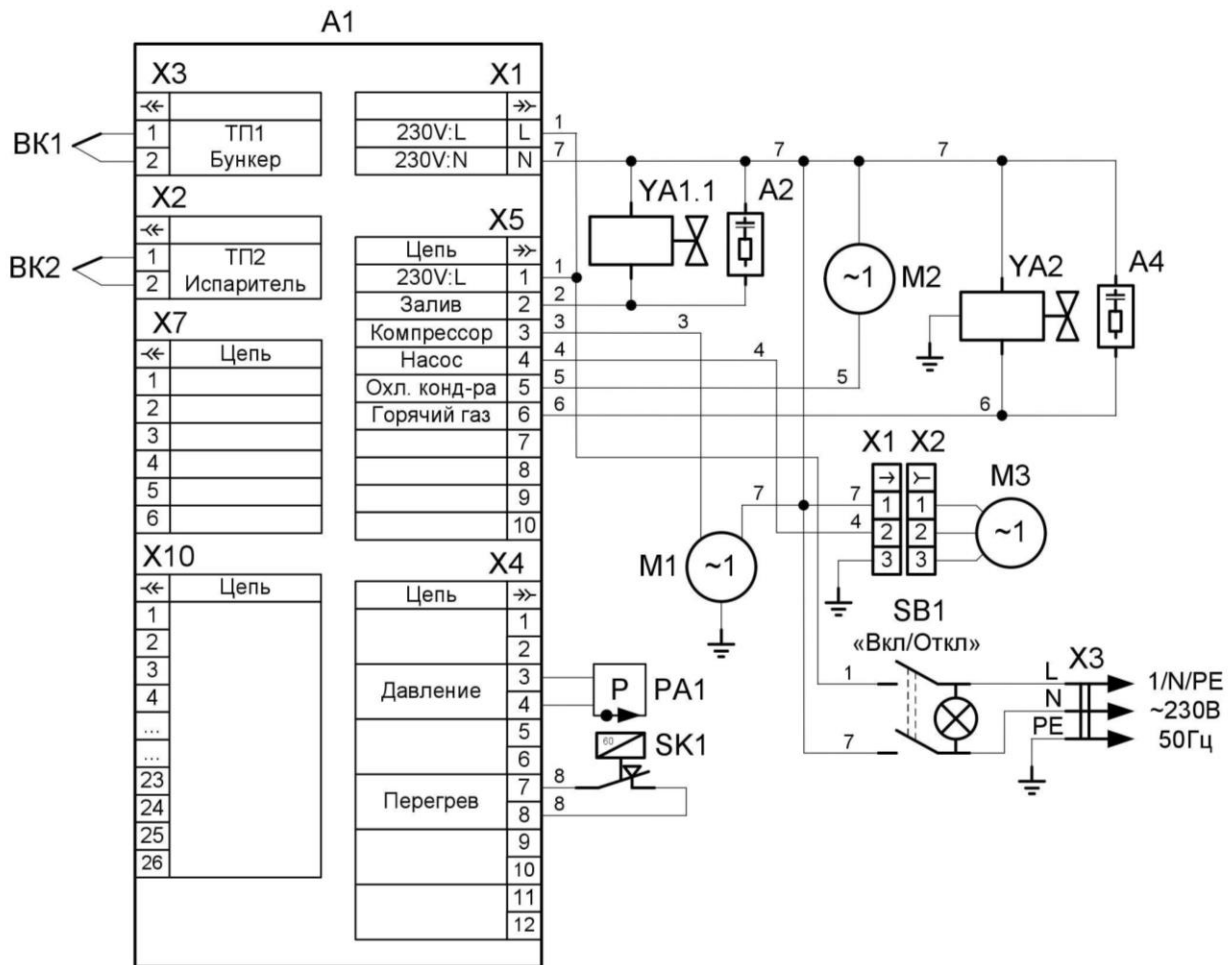 A1
X3
1 ТП1
2 Бункер
ВК1
X2
1 ТП2
2 Испаритель
ВК2
X7
Цепь
1
2
3
4
5
6
X10
Цепь
1
2
3
4
...
...
23
24
25
26
X1
230V:L L
230V:N N
X5
Цепь
230V:L 1
Залив 2
Компрессор 3
Насос 4
Охл. конд-ра 5
Горячий газ 6
7
8
9
10
X4
Цепь
1
2
3
Давление
4
5
6
7
Перегрев
8
9
10
11
12
1
7
7
7
YA1.1
A2
~1
M2
YA2
A4
1
2
3
3
4
4
5
5
6
6
X1 X2
M3
7
7 1 1
4 2 2
3 3
~1
M1
~1
SB1
«Вкл/Откл»
X3
1
L
1/N/PE
N
~230В
7
PE
50Гц
P
PA1
60
SK1
8
8